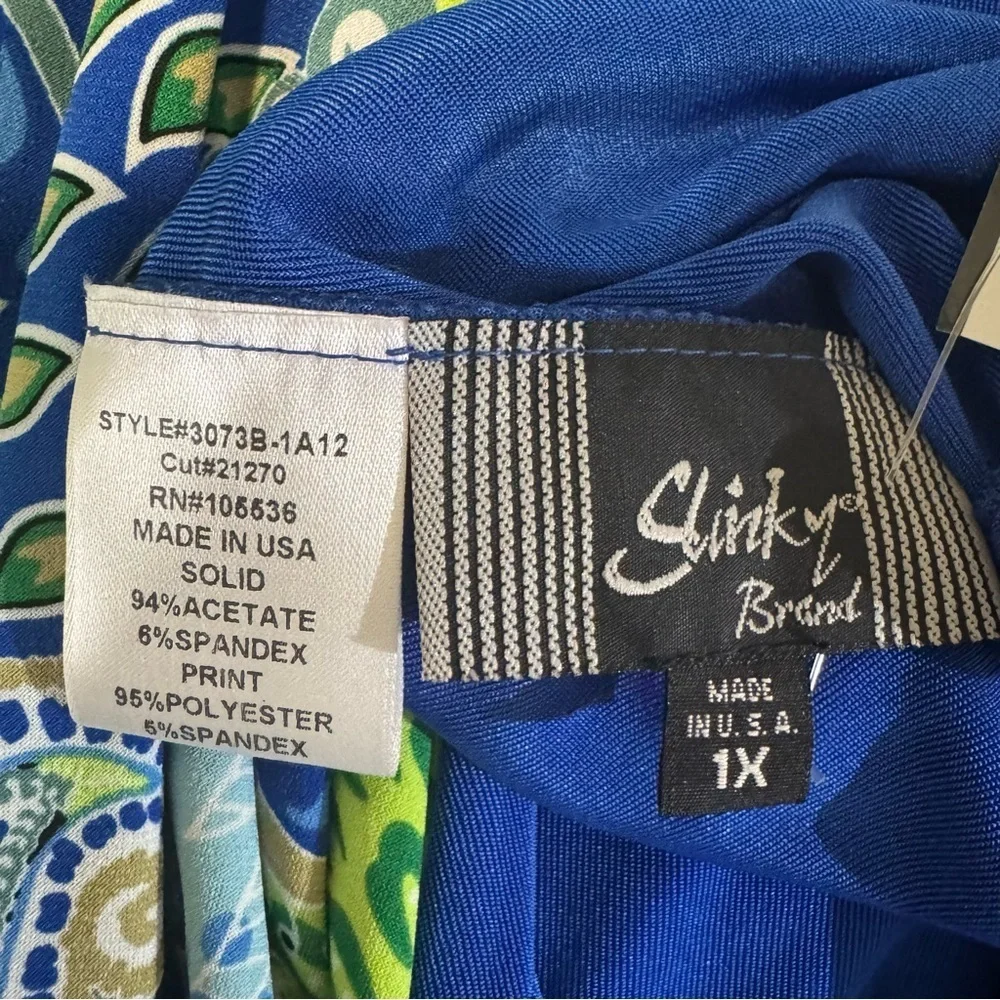 STYLE#3073B-1A12
Cut#21270
RN#105536
MADE IN USA
SOLID
94%ACETATE
6%SPANDEX
PRINT
95%POLYESTER
5%SPANDEX
Slinky©
Brand
MADE
IN U.S.A.
1X